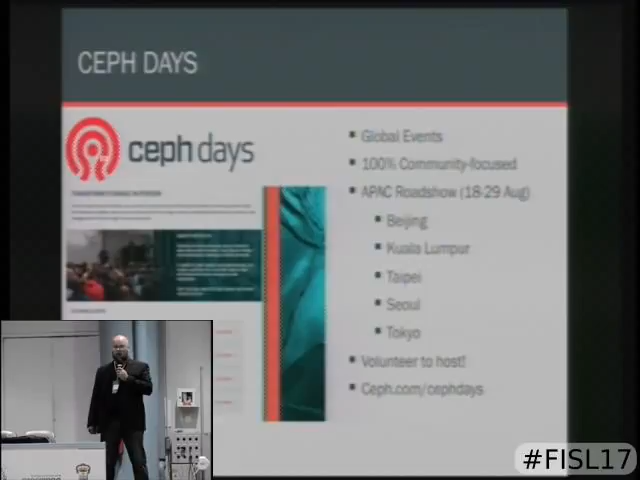 CEPH DAYS
ceph days
Global Events
100% Community-focused
APAC Roadshow (18-29 Aug)
Beijing
Kuala Lumpur
Taipei
Seoul
Tokyo
Volunteer to host!
Ceph.com/cephdays
#FISL17